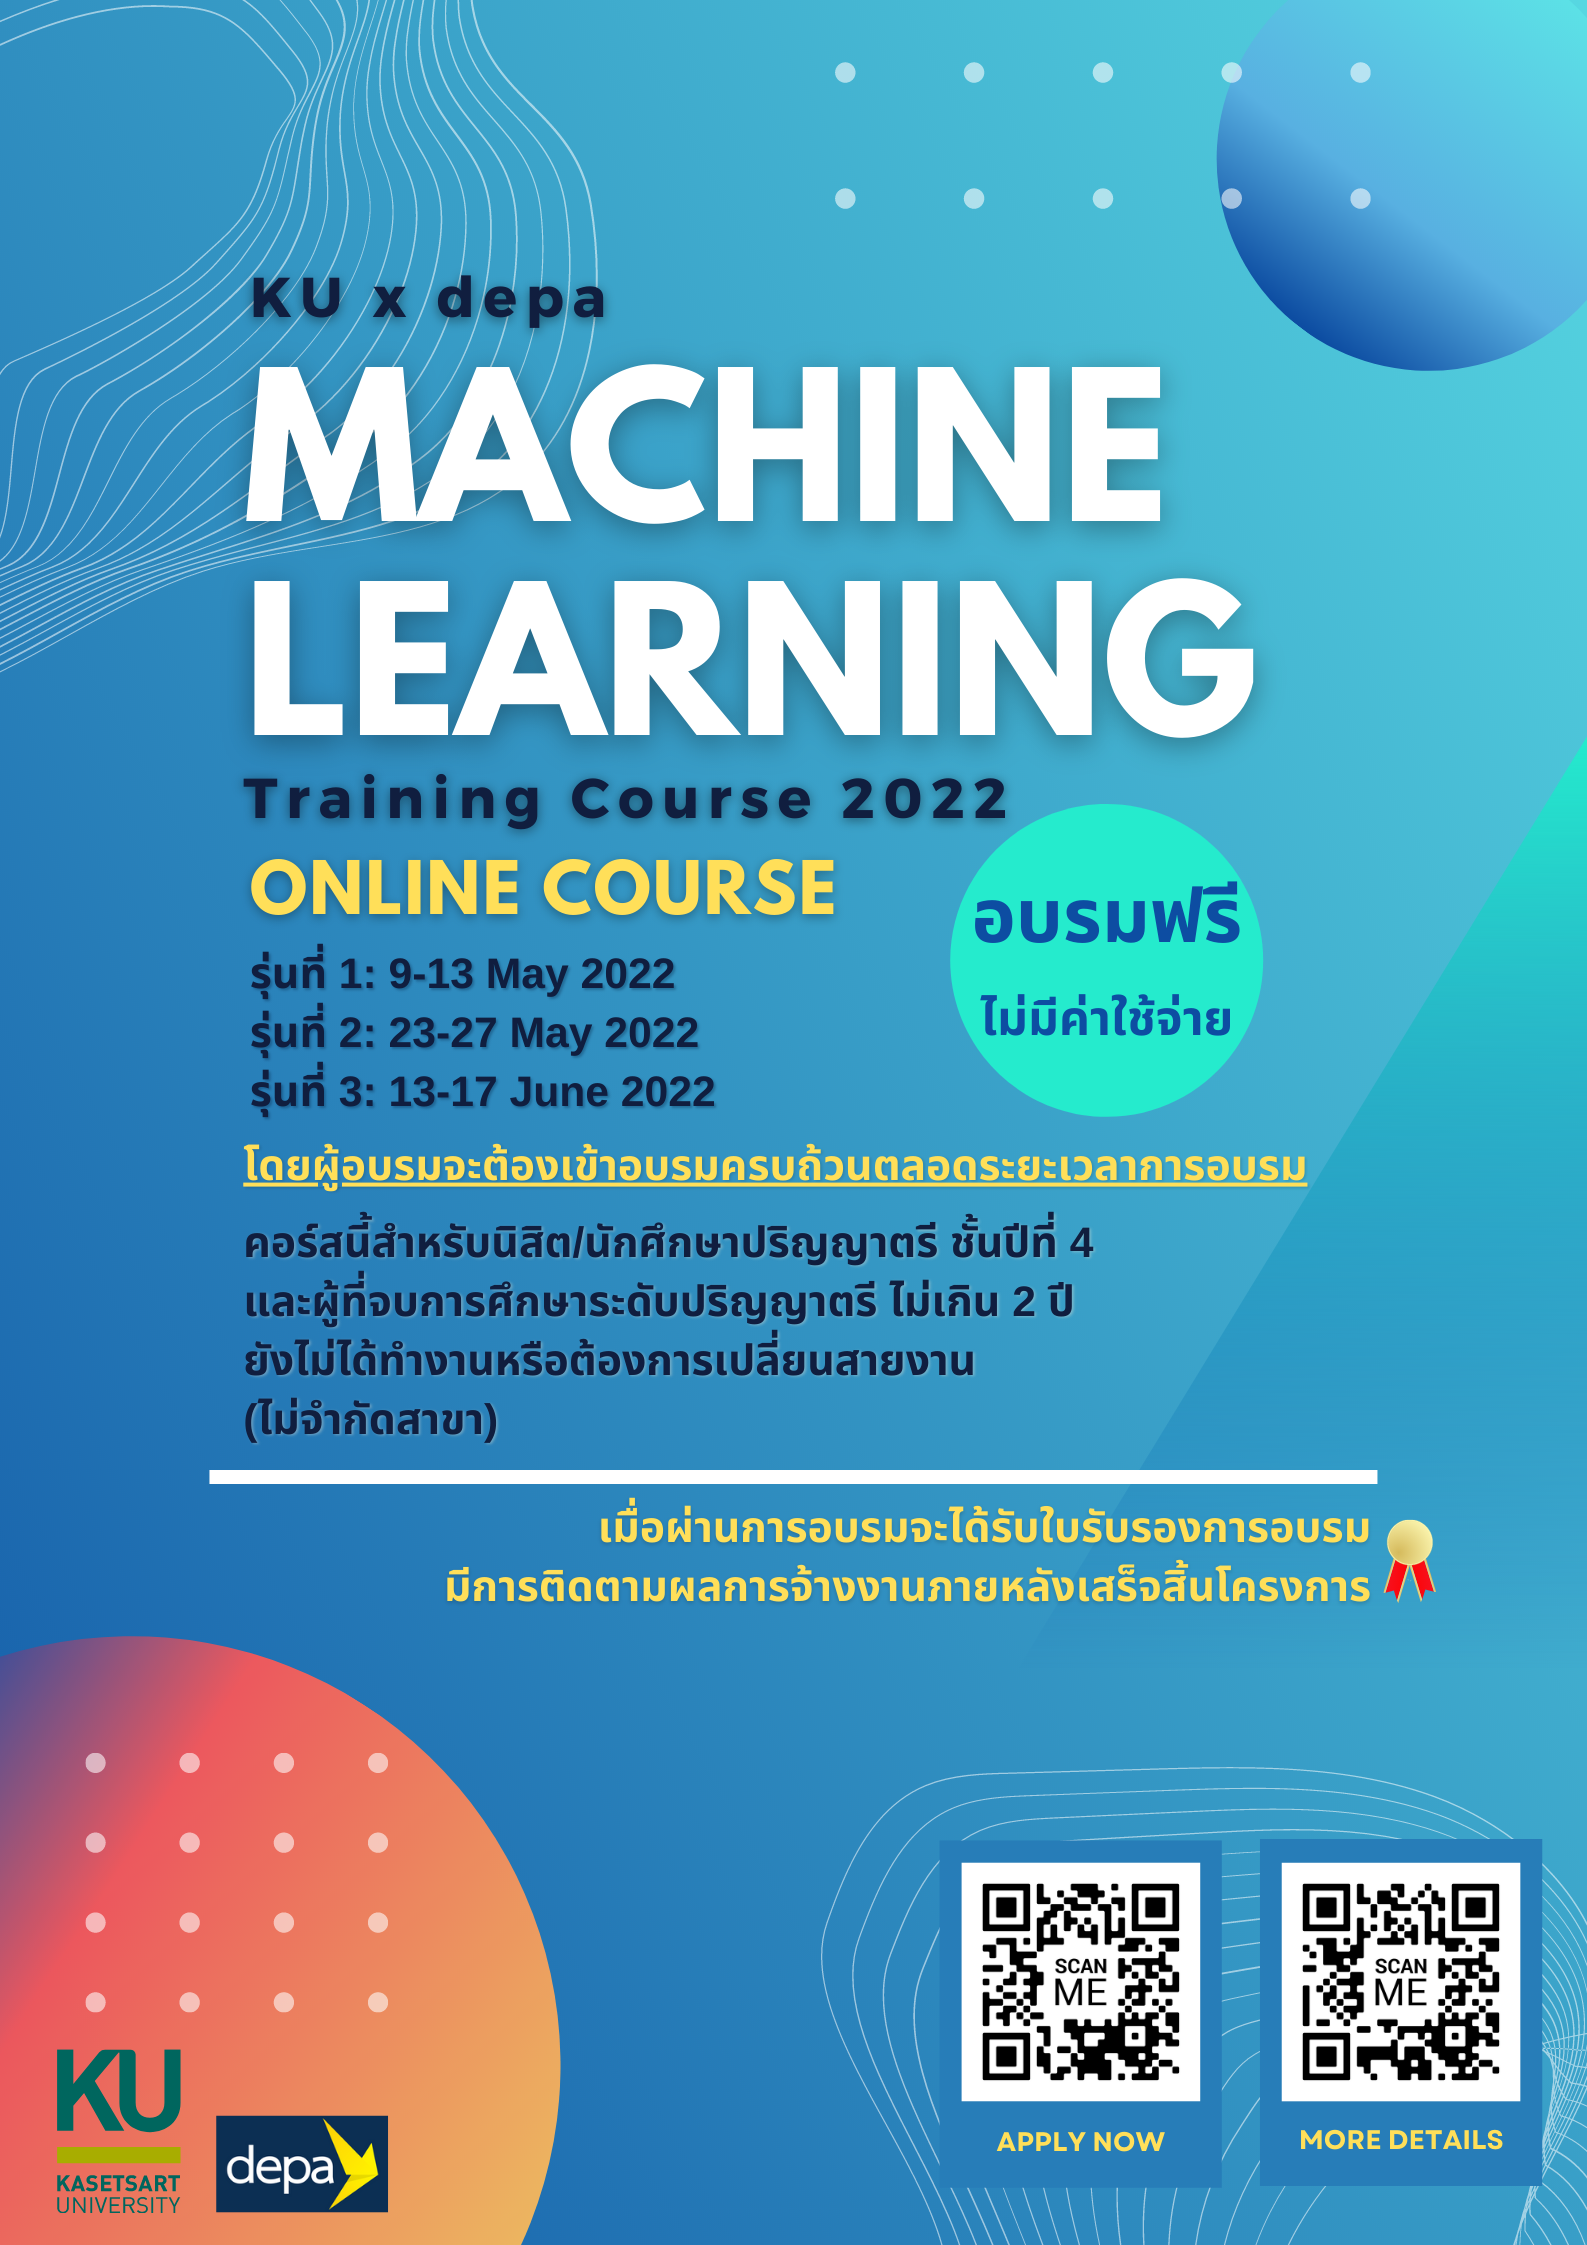 KU x depa
MACHINE
LEARNING
Training Course 2022
ONLINE COURSE
อบรมฟรี
ไม่มีค่าใช้จ่าย
รุ่นที่ 1: 9-13 May 2022
รุ่นที่ 2: 23-27 May 2022
รุ่นที่ 3: 13-17 June 2022
โดยผู้อบรมจะต้องเข้าอบรมครบถ้วนตลอดระยะเวลาการอบรม
คอร์สนี้สำหรับนิสิต/นักศึกษาปริญญาตรี ชั้นปีที่ 4
และผู้ที่จบการศึกษาระดับปริญญาตรี ไม่เกิน 2 ปี
ยังไม่ได้ทำงานหรือต้องการเปลี่ยนสายงาน
(ไม่จำกัดสาขา)
เมื่อผ่านการอบรมจะได้รับใบรับรองการอบรม
มีการติดตามผลการจ้างงานภายหลังเสร็จสิ้นโครงการ
SCAN
ME
APPLY NOW
SCAN
ME
MORE DETAILS
KU
KASETSART
UNIVERSITY
depa